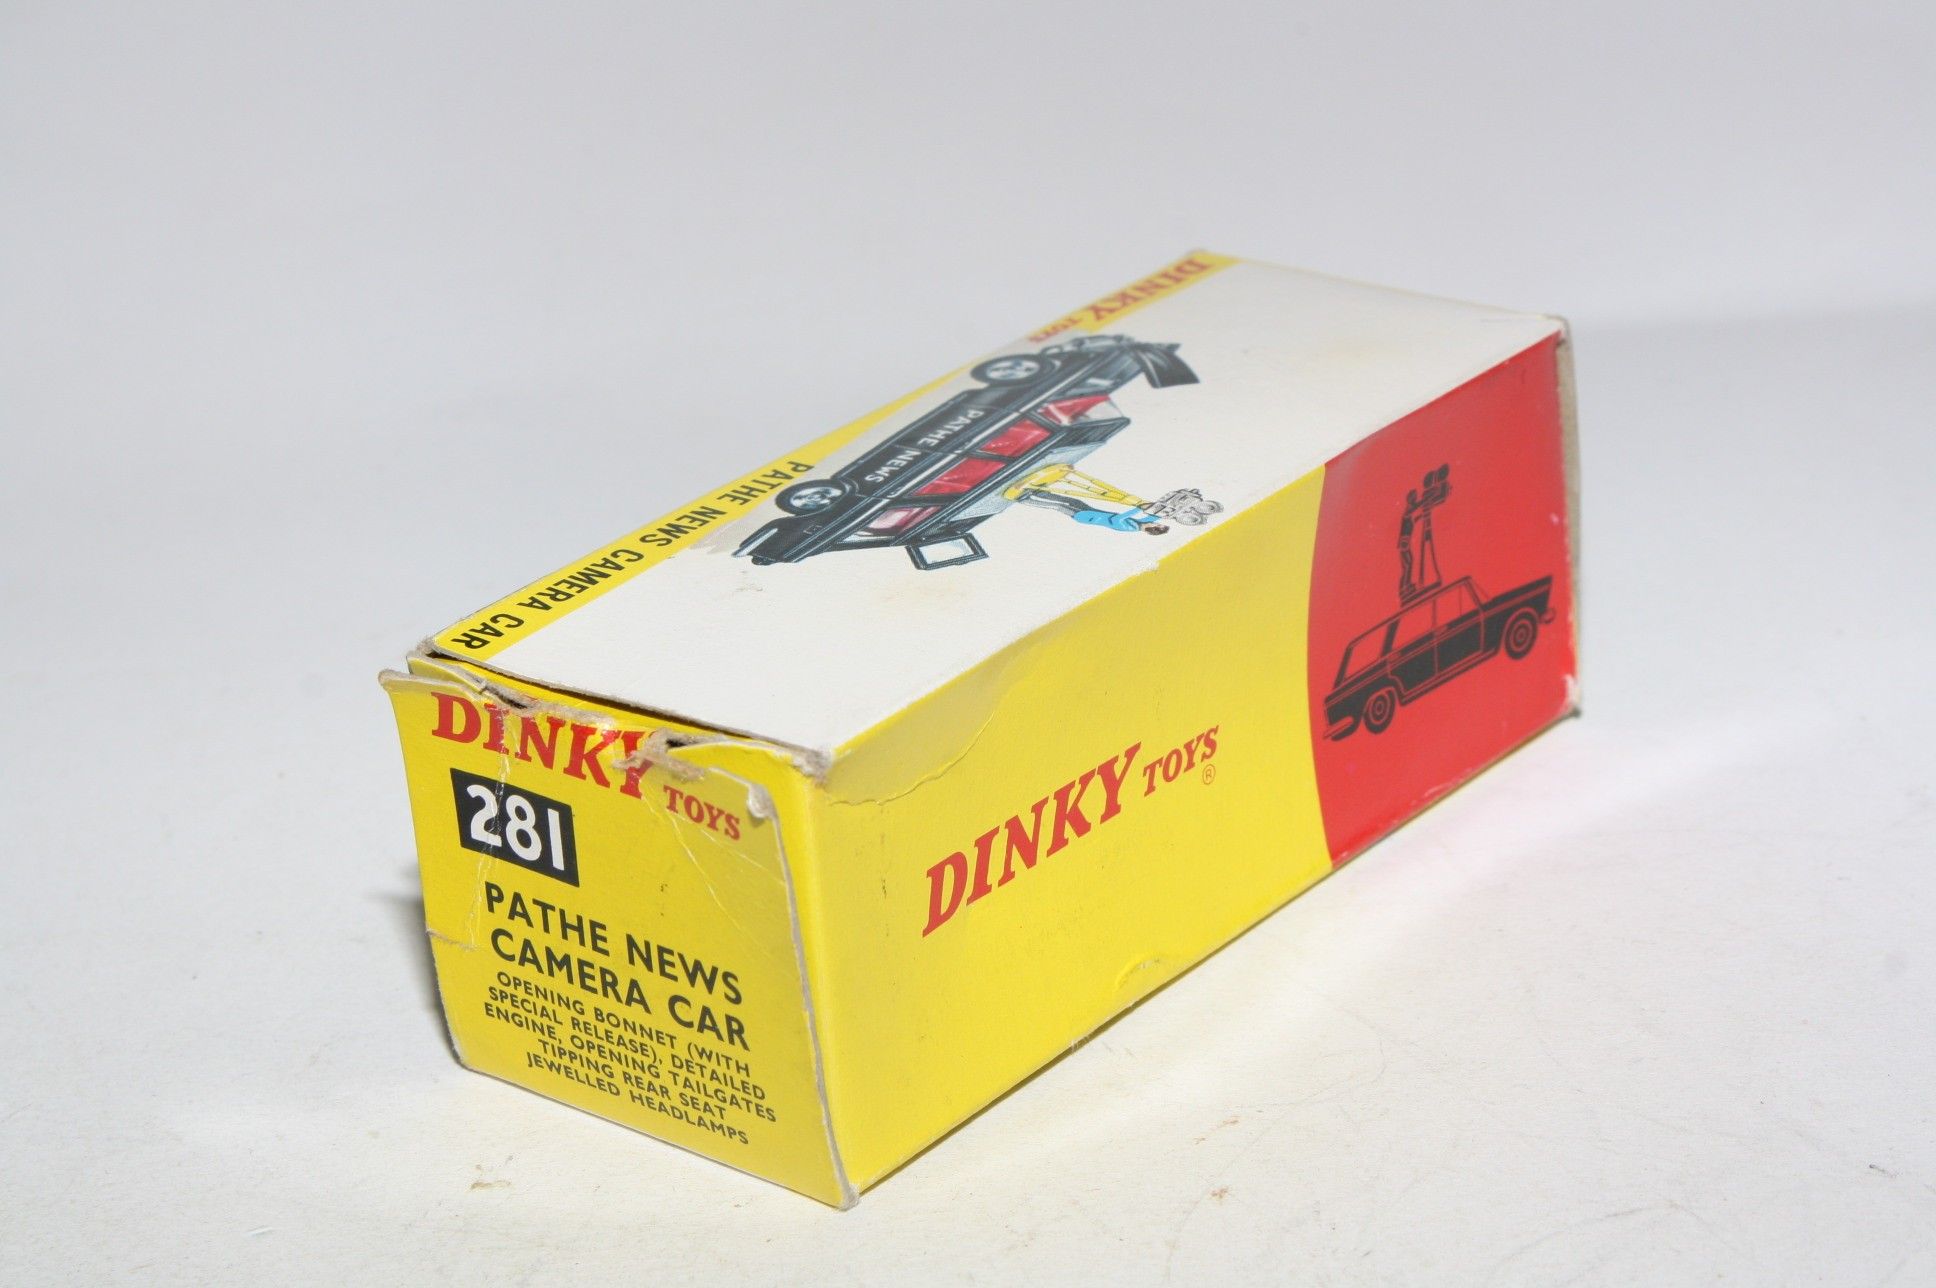 DINKY TOYS
PATHE NEWS CAMERA CAR
PATHE NEWS
DINKY TOYS
281
PATHE NEWS
CAMERA CAR
OPENING BONNET (WITH
SPECIAL RELEASE), DETAILED
ENGINE, OPENING TAILGATES
TIPPING REAR SEAT
JEWELLED HEADLAMPS
DINKY TOYS ®